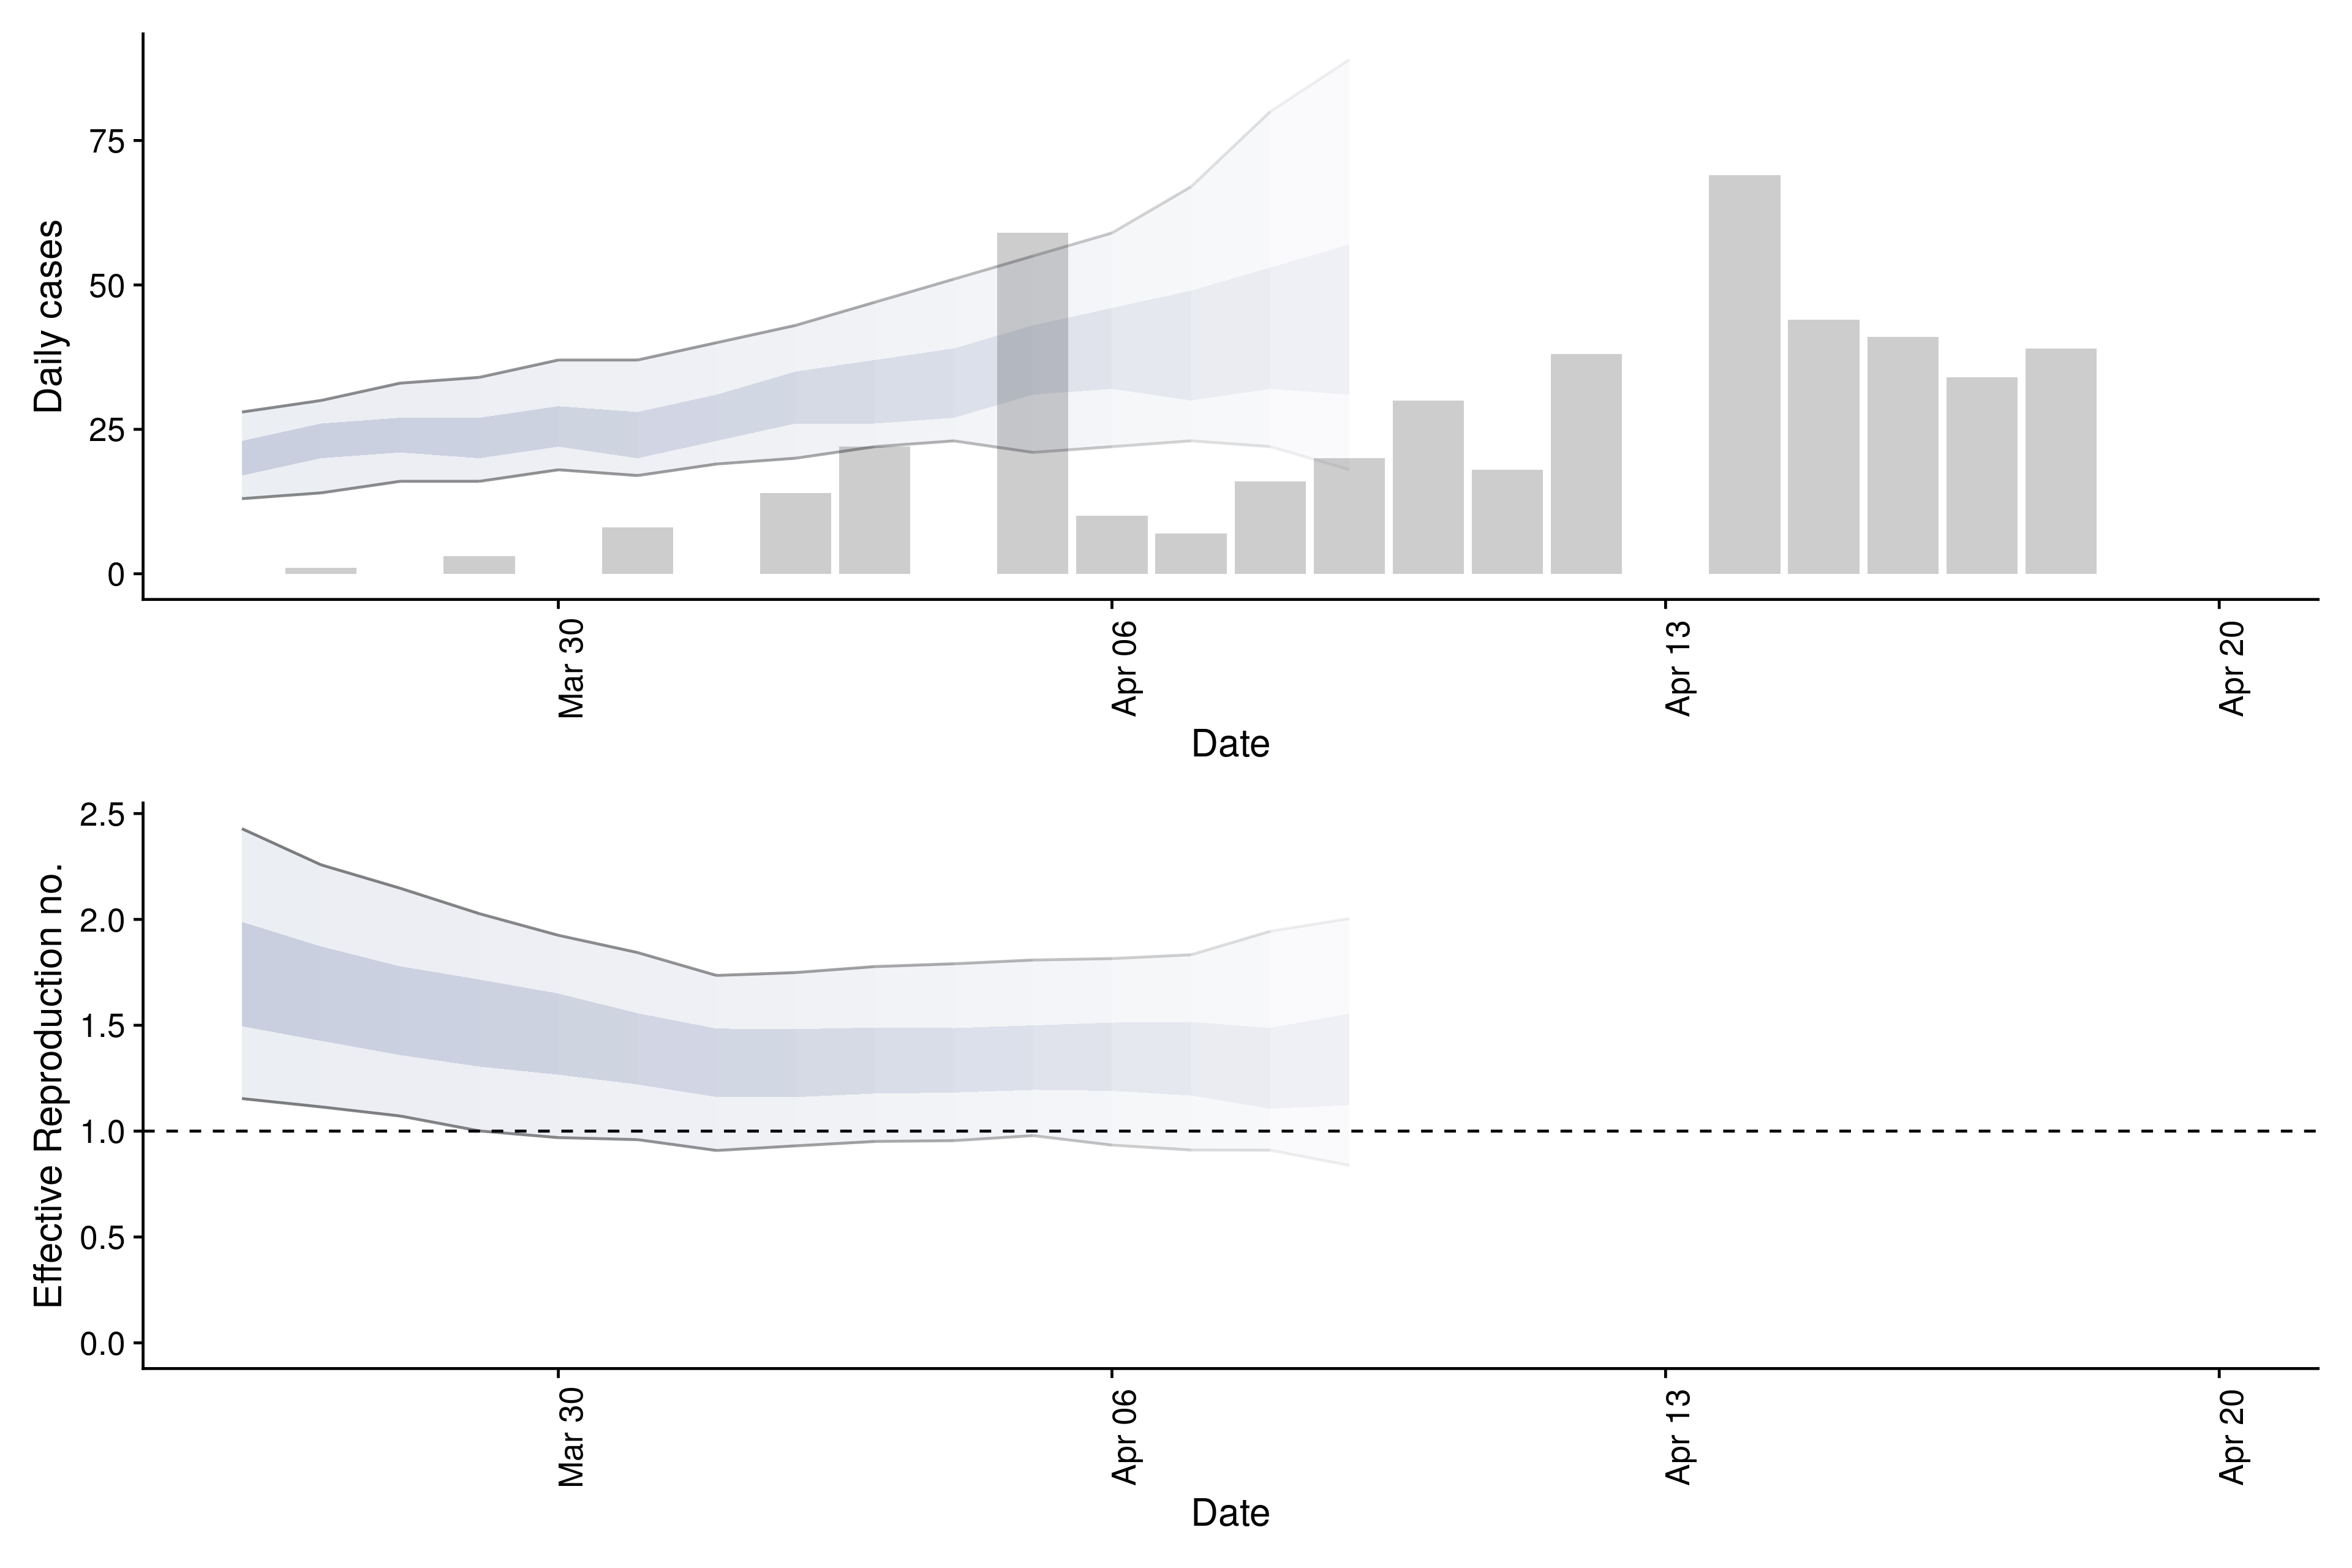 Daily cases
75
50
25
0
Mar 30
Apr 06
Apr 13
Apr 20
Date
Effective Reproduction no.
2.5
2.0
1.5
1.0
0.5
0.0
Mar 30
Apr 06
Apr 13
Apr 20
Date